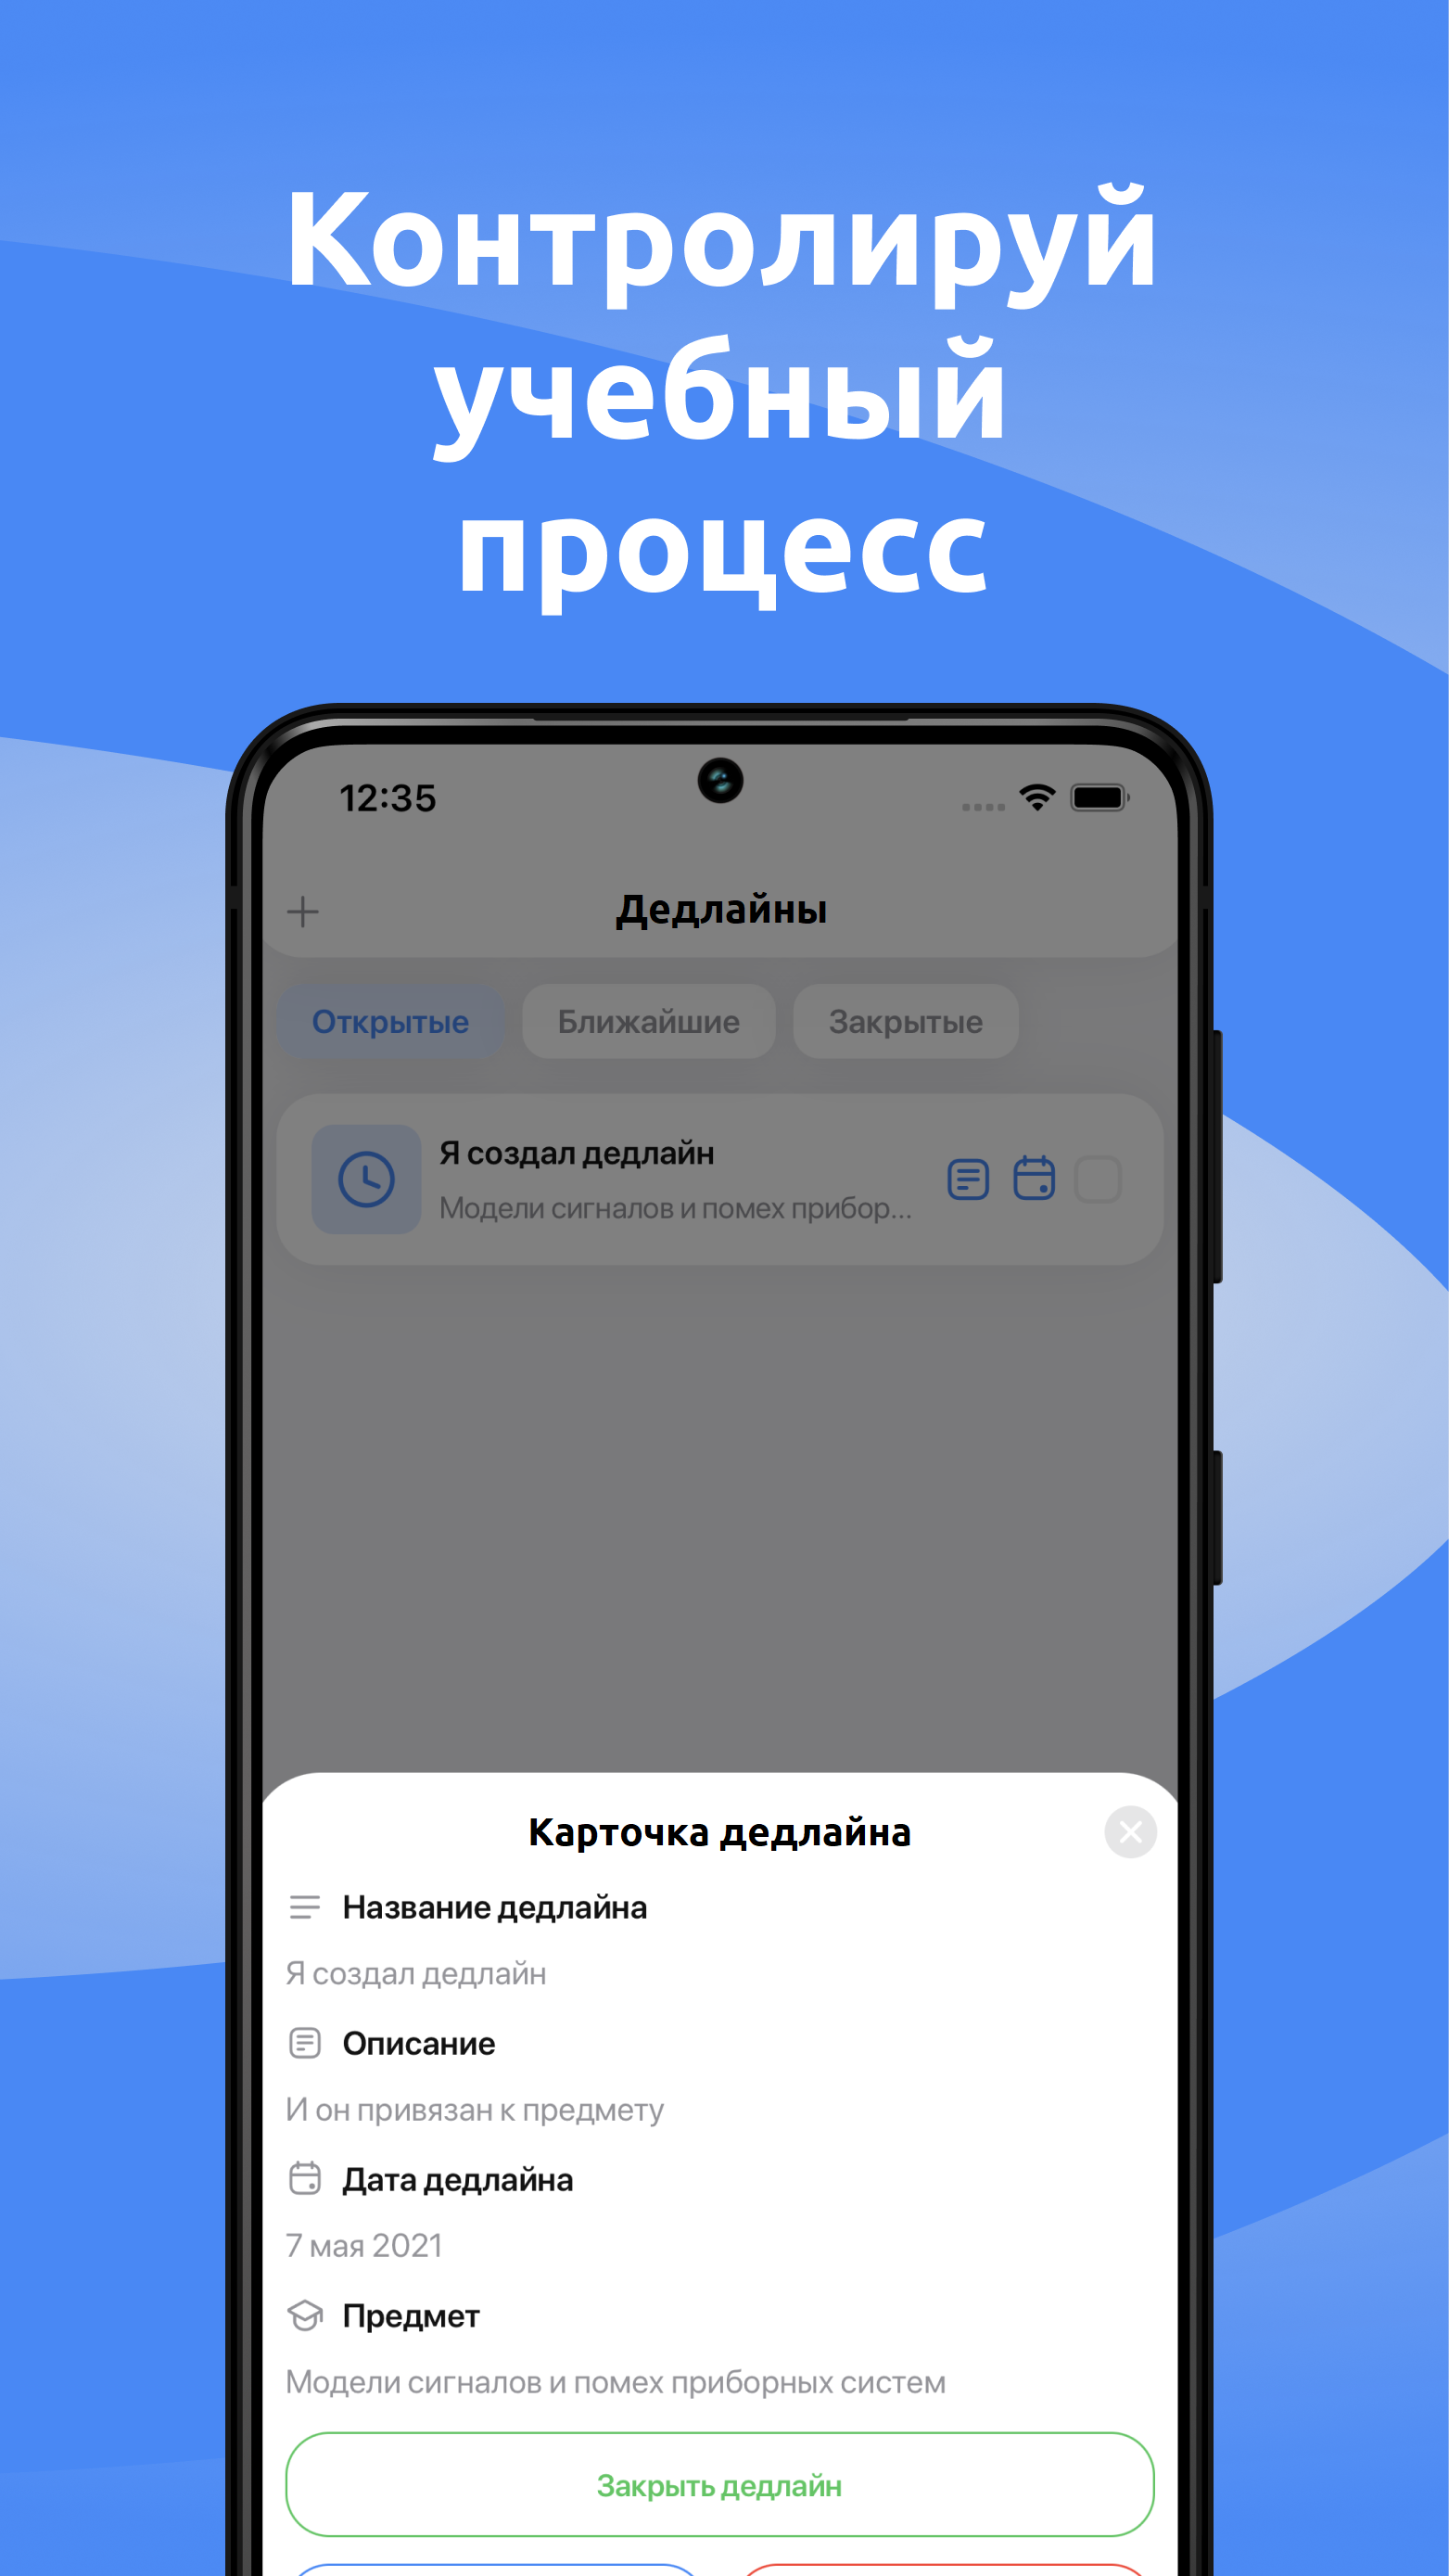 Контролируй
учебный
процесс
12:35
Дедлайны
Открытые
Ближайшие
Закрытые
Я создал дедлайн
Модели сигналов и помех прибор...
Карточка дедлайна
Название дедлайна
Я создал дедлайн
Описание
И он привязан к предмету
Дата дедлайна
7 мая 2021
Предмет
Модели сигналов и помех приборных систем
Закрыть дедлайн